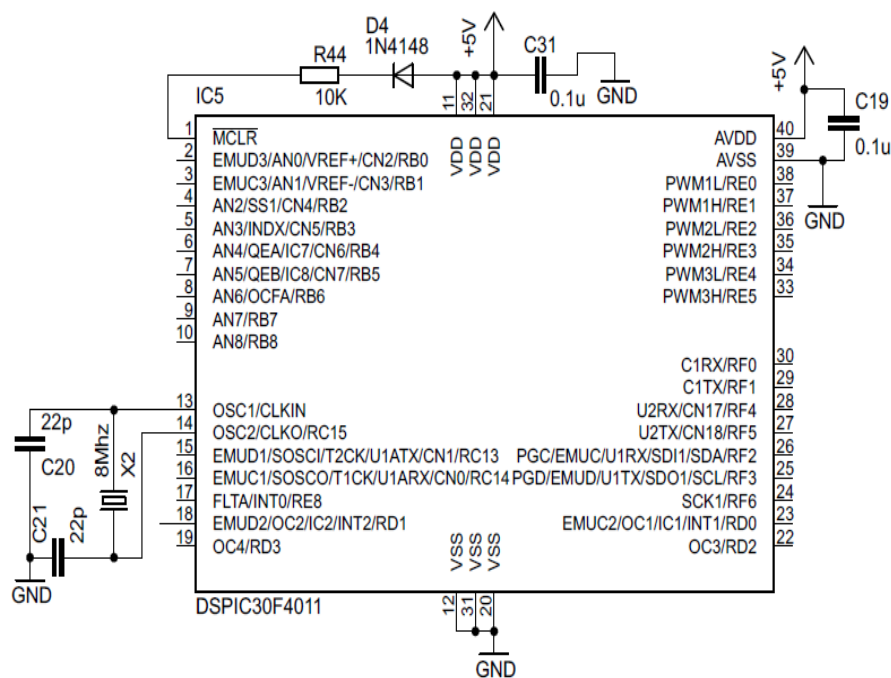 D4
1N4148
+5V
C31
R44
10K
0.1u
GND
+5V
C19
0.1u
GND
IC5
11
32
21
VDD
VDD
VDD
1 MCLR
2 EMUD3/AN0/VREF+/CN2/RB0
3 EMUC3/AN1/VREF-/CN3/RB1
4 AN2/SS1/CN4/RB2
5 AN3/INDX/CN5/RB3
6 AN4/QEA/IC7/CN6/RB4
7 AN5/QEB/IC8/CN7/RB5
8 AN6/OCFA/RB6
9 AN7/RB7
10 AN8/RB8
13 OSC1/CLKIN
14 OSC2/CLKO/RC15
15 EMUD1/SOSCI/T2CK/U1ATX/CN1/RC13
16 EMUC1/SOSCO/T1CK/U1ARX/CN0/RC14
17 FLTA/INT0/RE8
18 EMUD2/OC2/IC2/INT2/RD1
19 OC4/RD3
AVDD 40
AVSS 39
PWM1L/RE0 38
PWM1H/RE1 37
PWM2L/RE2 36
PWM2H/RE3 35
PWM3L/RE4 34
PWM3H/RE5 33
C1RX/RF0 30
C1TX/RF1 29
U2RX/CN17/RF4 28
U2TX/CN18/RF5 27
PGC/EMUC/U1RX/SDI1/SDA/RF2 26
PGD/EMUD/U1TX/SDO1/SCL/RF3 25
SCK1/RF6 24
EMUC2/OC1/IC1/INT1/RD0 23
OC3/RD2 22
22p
C20
8Mhz
X2
C21
22p
GND
VSS
VSS
VSS
DSPIC30F4011
12
31
20
GND